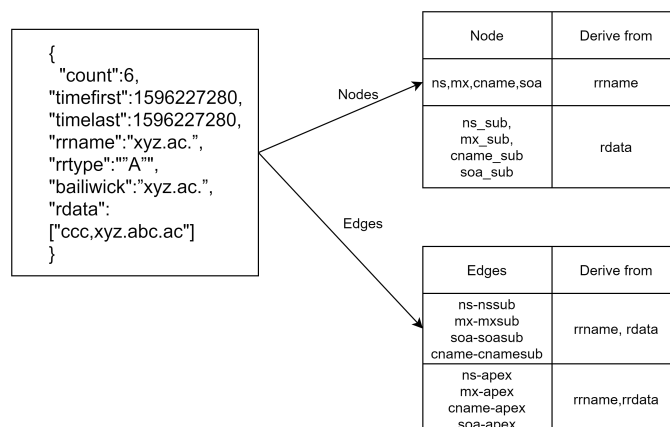 {
"count":6,
"timefirst":1596227280,
"timelast":1596227280,
"rrname":"xyz.ac.”,
"rrtype":"”A”",
"bailiwick":”xyz.ac.”,
"rdata":
["ccc,xyz.abc.ac"]
}
Nodes
Edges
Node Derive from
ns,mx,cname,soa rrname
ns_sub,
mx_sub,
cname_sub
soa_sub
rdata
Edges Derive from
ns-nssub
mx-mxsub
soa-soasub
cname-cnamesub
rrname, rdata
ns-apex
mx-apex
cname-apex
soa-apex
rrname,rrdata